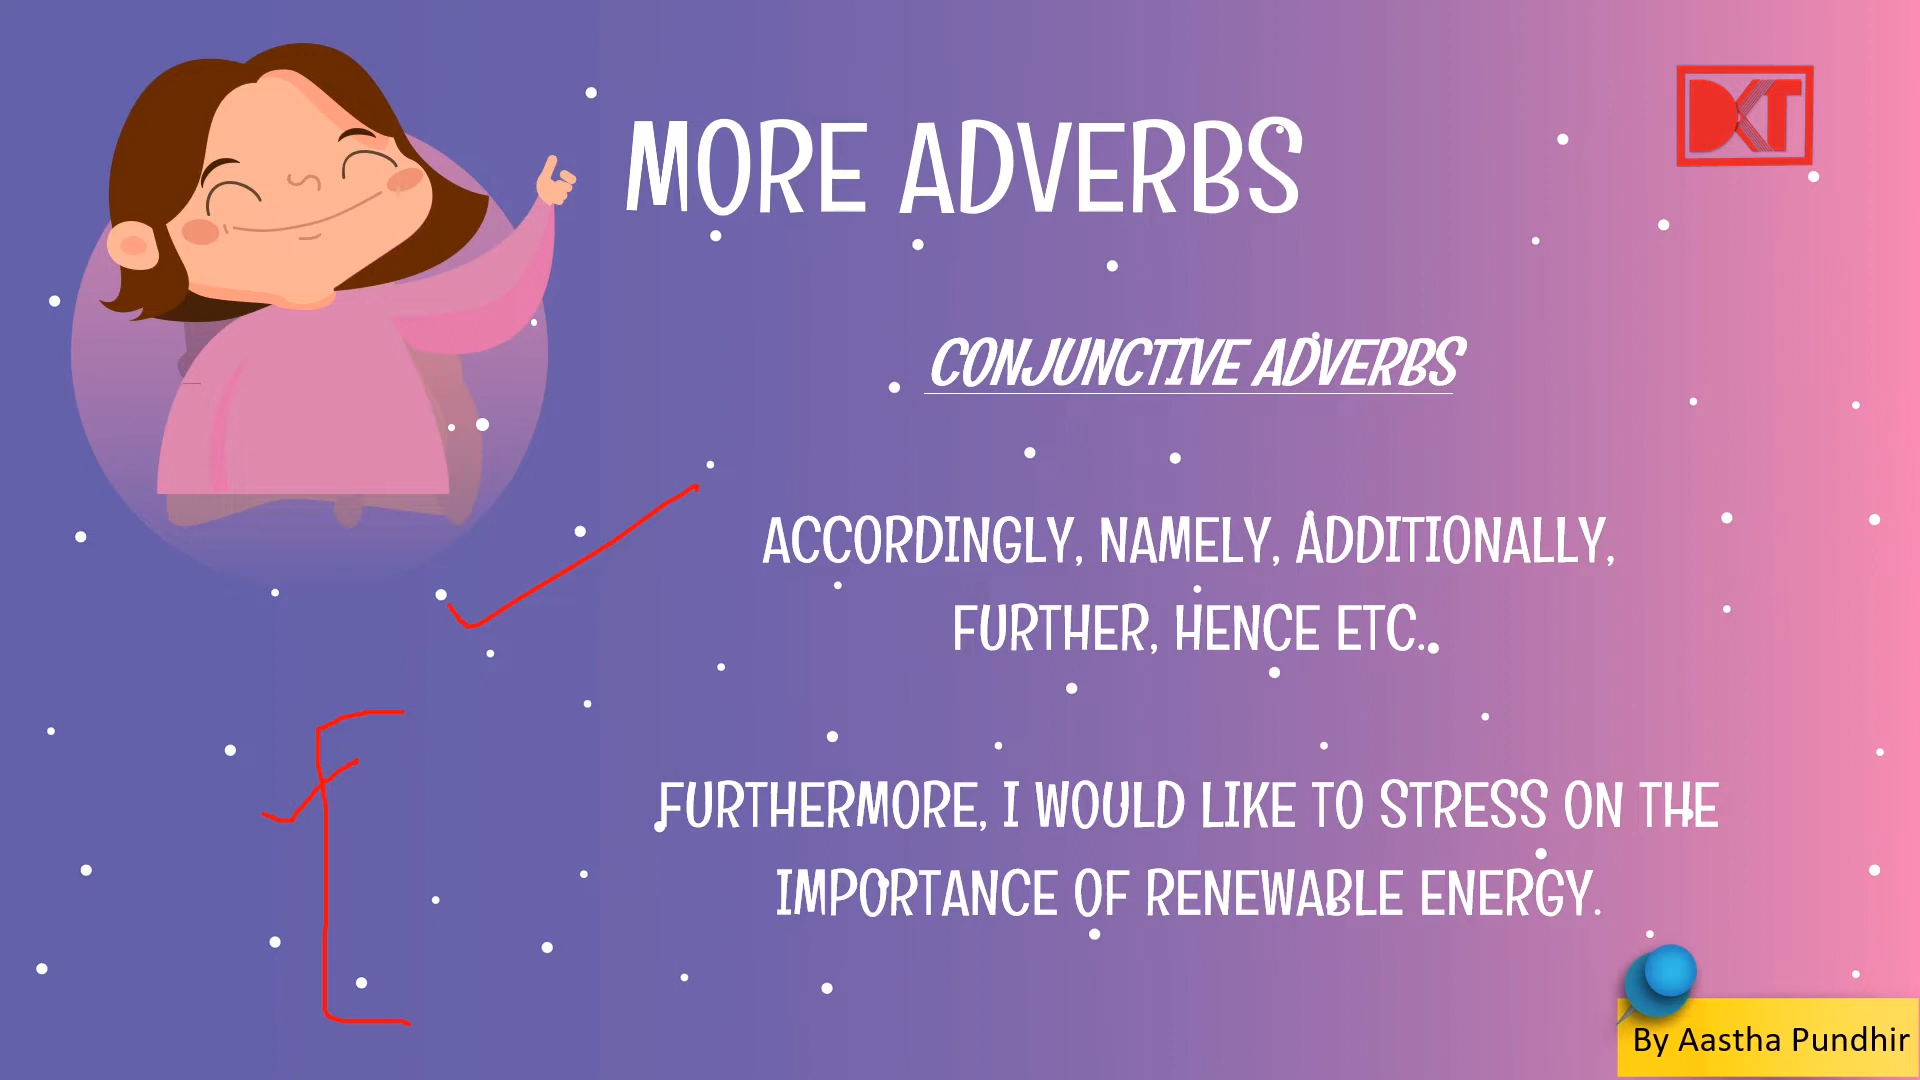 MORE ADVERBS
DKT
CONJUNCTIVE ADVERBS
ACCORDINGLY, NAMELY, ADDITIONALLY,
FURTHER, HENCE ETC..
FURTHERMORE, I WOULD LIKE TO STRESS ON THE
IMPORTANCE OF RENEWABLE ENERGY.
By Aastha Pundhir